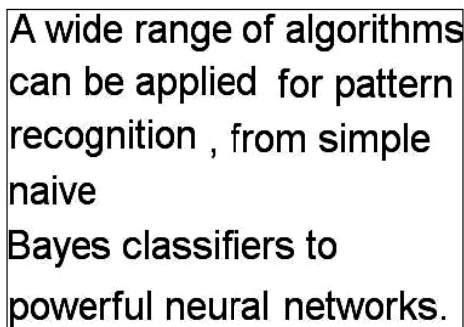 A wide range of algorithms
can be applied for pattern
recognition , from simple
naive
Bayes classifiers to
powerful neural networks.